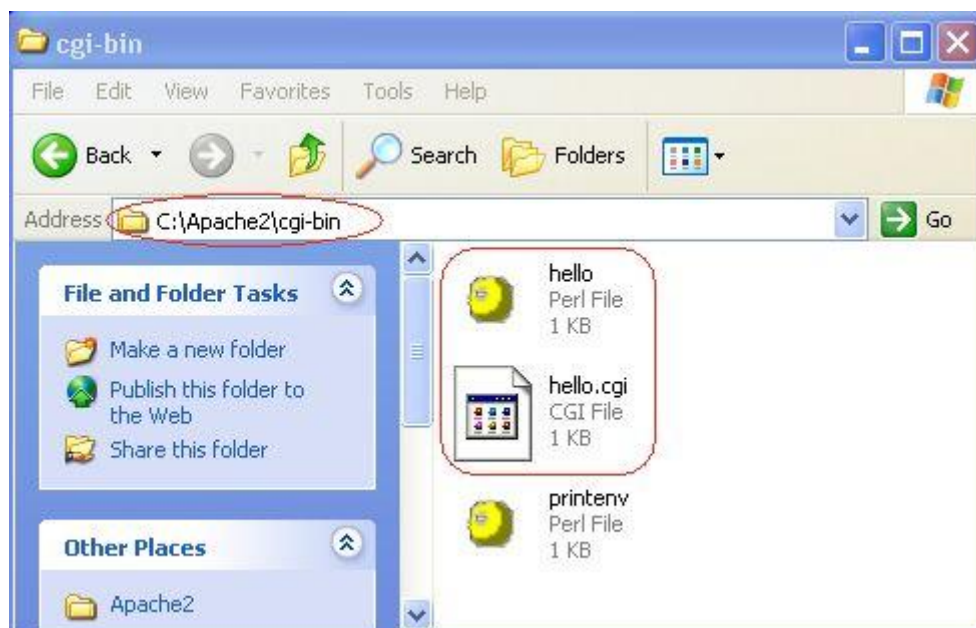 cgi-bin
File Edit View Favorites Tools Help
Back Search Folders
Address C:\Apache2\cgi-bin Go
File and Folder Tasks
Make a new folder
Publish this folder to
the Web
Share this folder
Other Places
Apache2
hello
Perl File
1 KB
hello.cgi
CGI File
1 KB
printenv
Perl File
1 KB